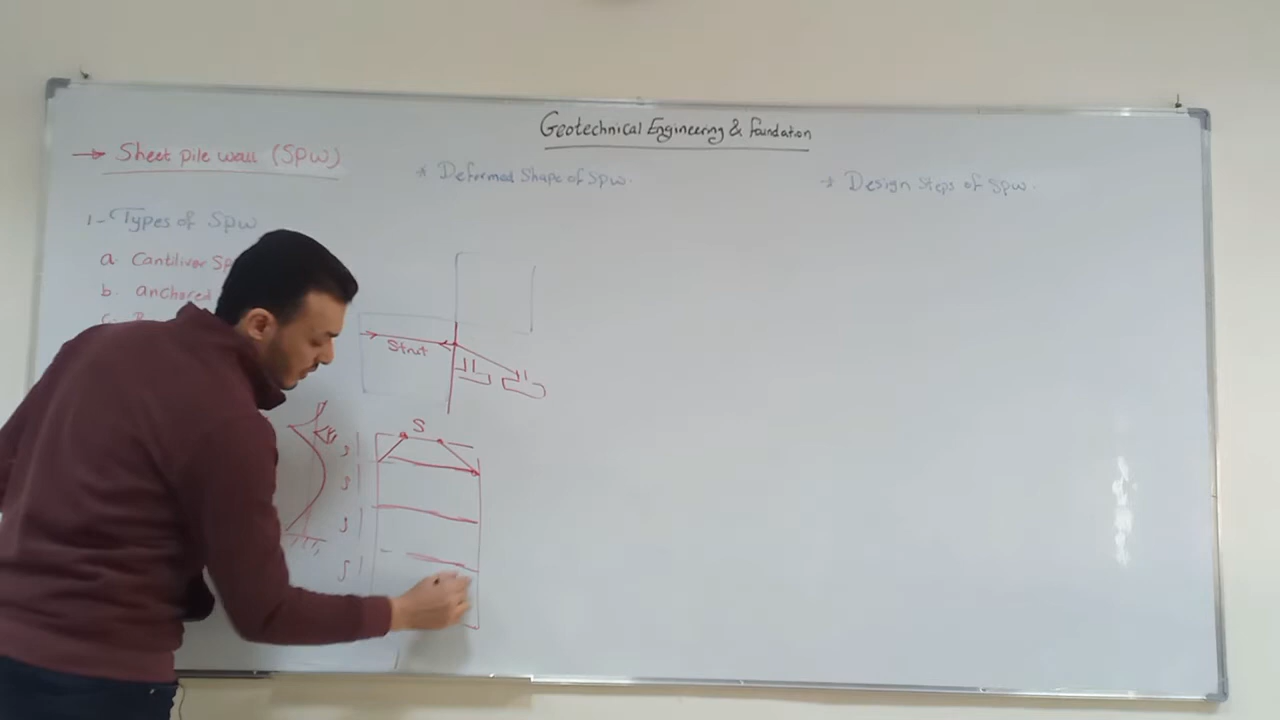 Geotechnical Engineering & Foundation
→ Sheet pile wall (SPW)
1- Types of SPW
a. Cantiliver
b. anchored
c.
* Deformed Shape of SPW.
Strut
S
S
S
S
S
→ Design Steps of SPW.